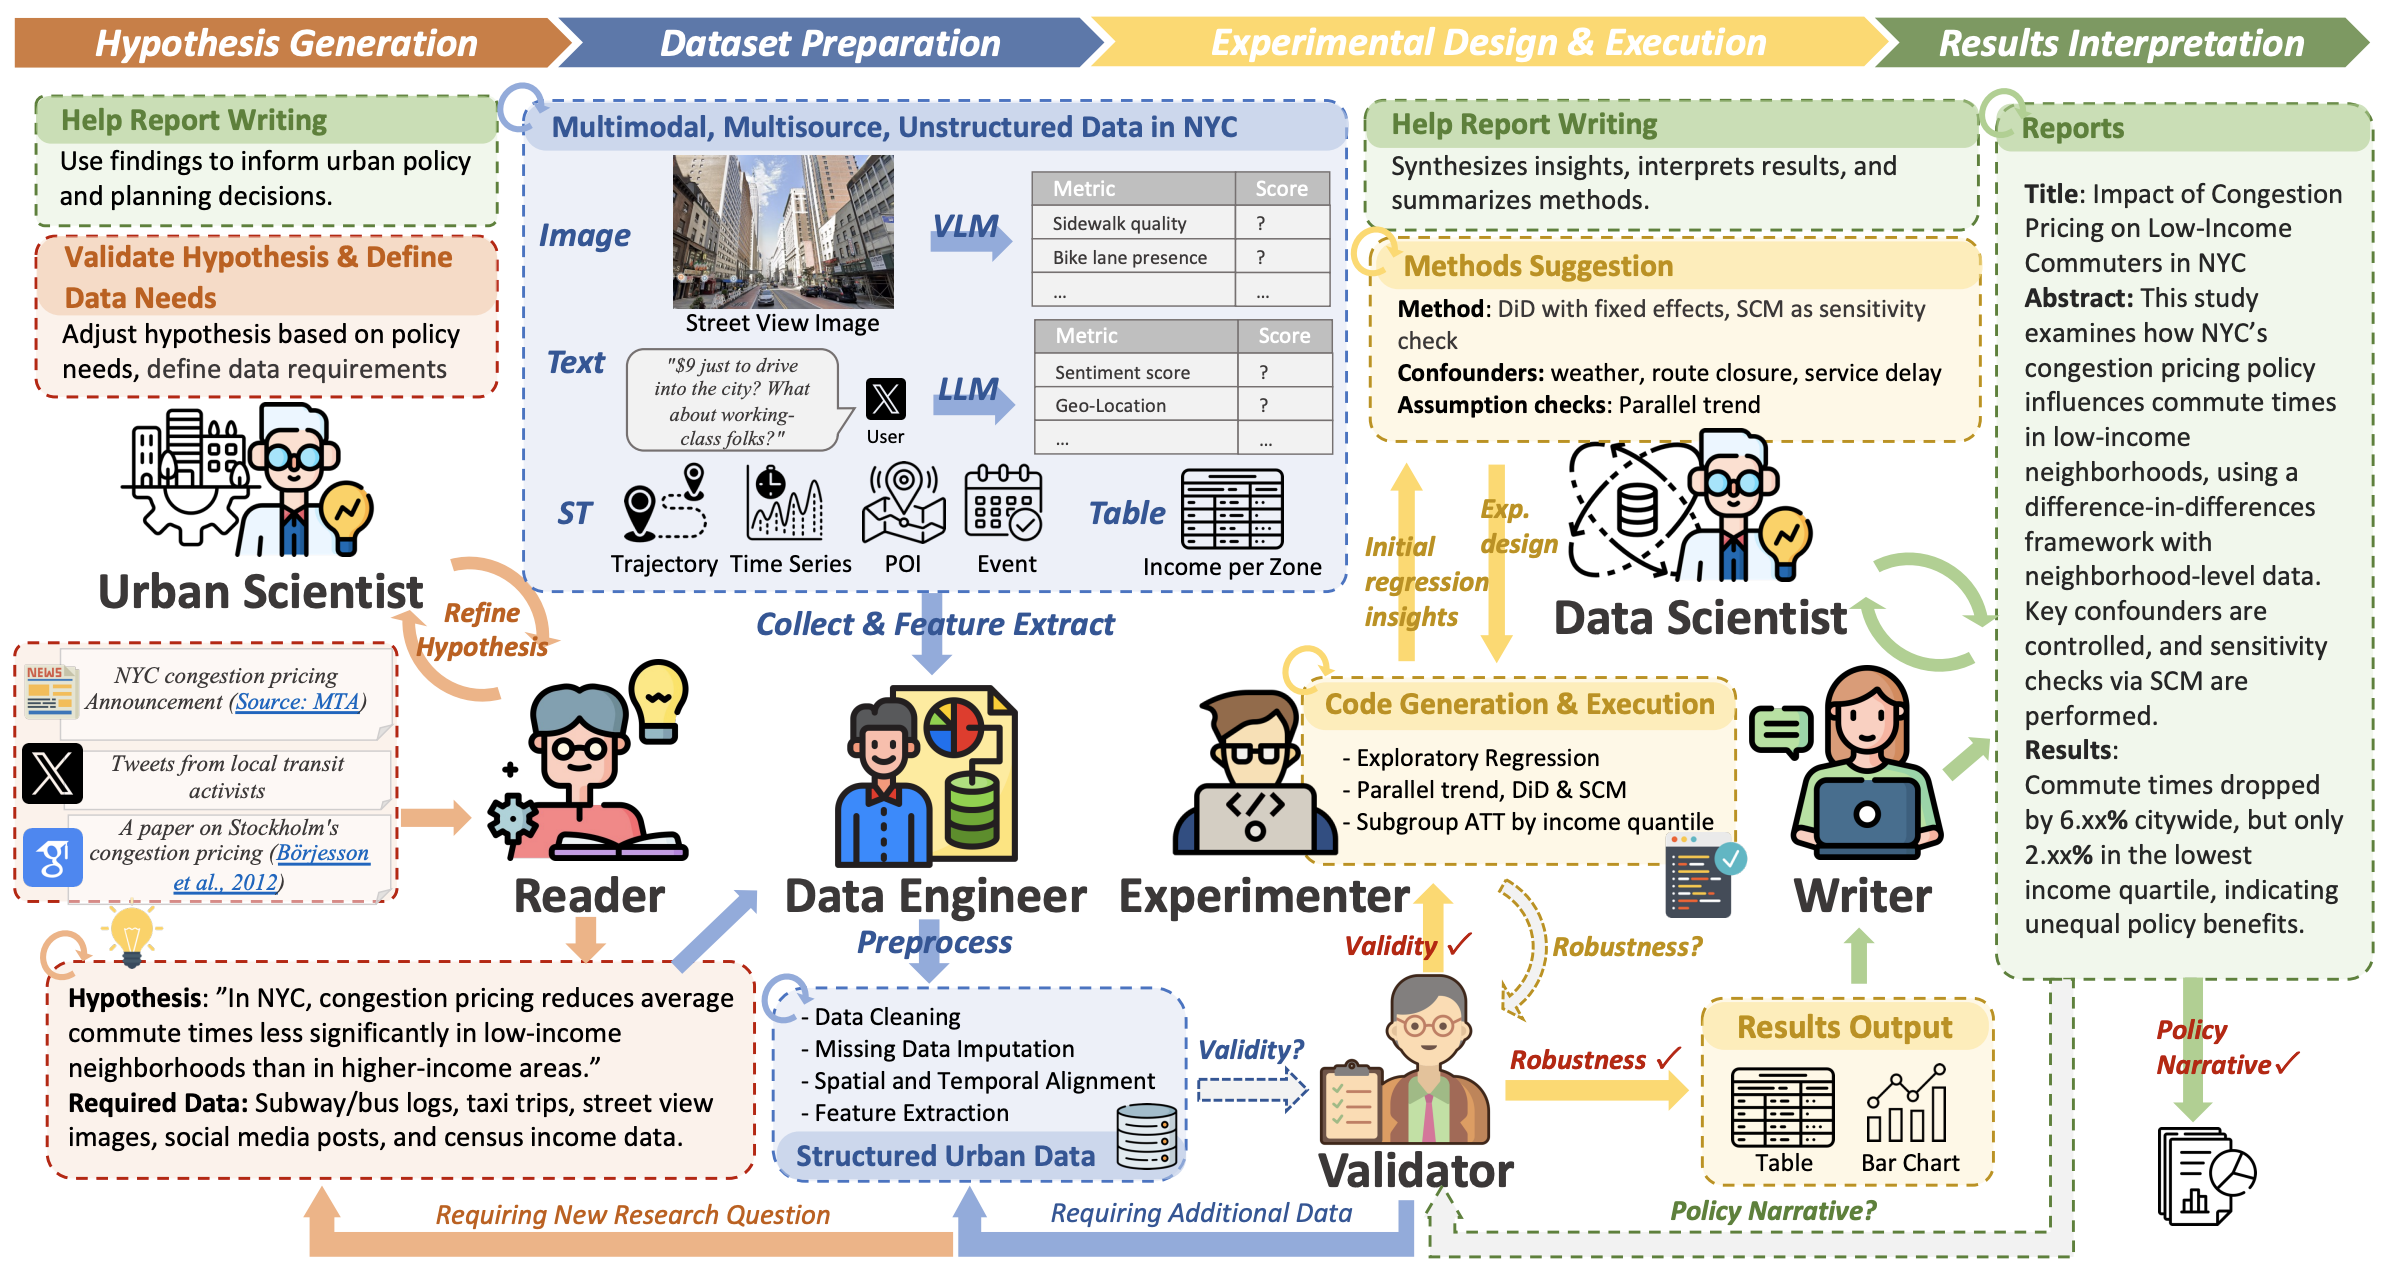 Hypothesis Generation
Dataset Preparation
Experimental Design & Execution
Results Interpretation
Help Report Writing
Use findings to inform urban policy
and planning decisions.
Validate Hypothesis & Define
Data Needs
Adjust hypothesis based on policy
needs, define data requirements
Urban Scientist
Refine
Hypothesis
NEWS
NYC congestion pricing
Announcement (Source: MTA)
Tweets from local transit
activists
A paper on Stockholm's
congestion pricing (Börjesson
et al., 2012)
Reader
Hypothesis: ”In NYC, congestion pricing reduces average
commute times less significantly in low-income
neighborhoods than in higher-income areas.”
Required Data: Subway/bus logs, taxi trips, street view
images, social media posts, and census income data.
Requiring New Research Question
Multimodal, Multisource, Unstructured Data in NYC
Image
Street View Image
VLM
Metric Score
Sidewalk quality ?
Bike lane presence ?
... ...
Text
"$9 just to drive
into the city? What
about working-
class folks?"
User
LLM
Metric Score
Sentiment score ?
Geo-Location ?
... ...
ST
Trajectory
Time Series
POI
Event
Table
Income per Zone
Collect & Feature Extract
Data Engineer
Preprocess
- Data Cleaning
- Missing Data Imputation
- Spatial and Temporal Alignment
- Feature Extraction
Structured Urban Data
Requiring Additional Data
Validity?
Help Report Writing
Synthesizes insights, interprets results, and
summarizes methods.
Methods Suggestion
Method: DiD with fixed effects, SCM as sensitivity
check
Confounders: weather, route closure, service delay
Assumption checks: Parallel trend
Initial
regression
insights
Exp.
design
Data Scientist
Code Generation & Execution
- Exploratory Regression
- Parallel trend, DiD & SCM
- Subgroup ATT by income quantile
</>
Experimenter
Validity ✓
Robustness?
Validator
Robustness ✓
Results Output
Table
Bar Chart
Policy Narrative?
Writer
Reports
Title: Impact of Congestion
Pricing on Low-Income
Commuters in NYC
Abstract: This study
examines how NYC’s
congestion pricing policy
influences commute times
in low-income
neighborhoods, using a
difference-in-differences
framework with
neighborhood-level data.
Key confounders are
controlled, and sensitivity
checks via SCM are
performed.
Results:
Commute times dropped
by 6.xx% citywide, but only
2.xx% in the lowest
income quartile, indicating
unequal policy benefits.
Policy
Narrative ✓